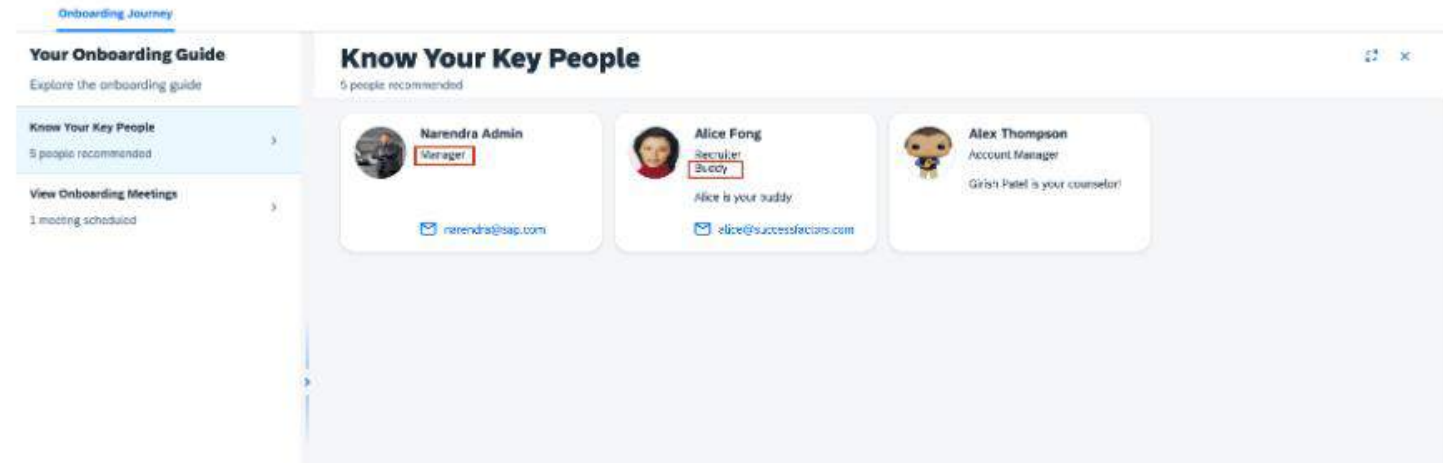 Onboarding Journey
Your Onboarding Guide
Explore the onboarding guide
Know Your Key People
5 people recommended
View Onboarding Meetings
1 meeting scheduled
Know Your Key People
5 people recommended
Narendra Admin
Manager
narendra@sap.com
Alice Fong
Recruiter
Buddy
Alice is your buddy
alice@successfactors.com
Alex Thompson
Account Manager
Girish Patel is your counselor!